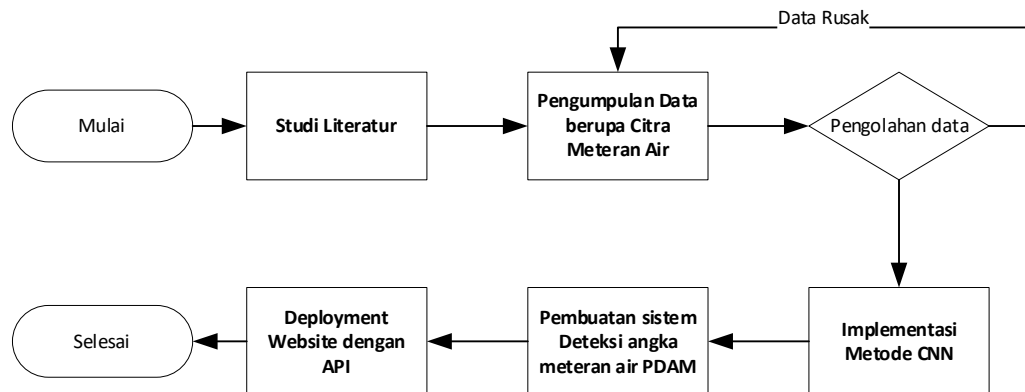 Data Rusak
Mulai
Studi Literatur
Pengumpulan Data
berupa Citra
Meteran Air
Pengolahan data
Implementasi
Metode CNN
Pembuatan sistem
Deteksi angka
meteran air PDAM
Deployment
Website dengan
API
Selesai